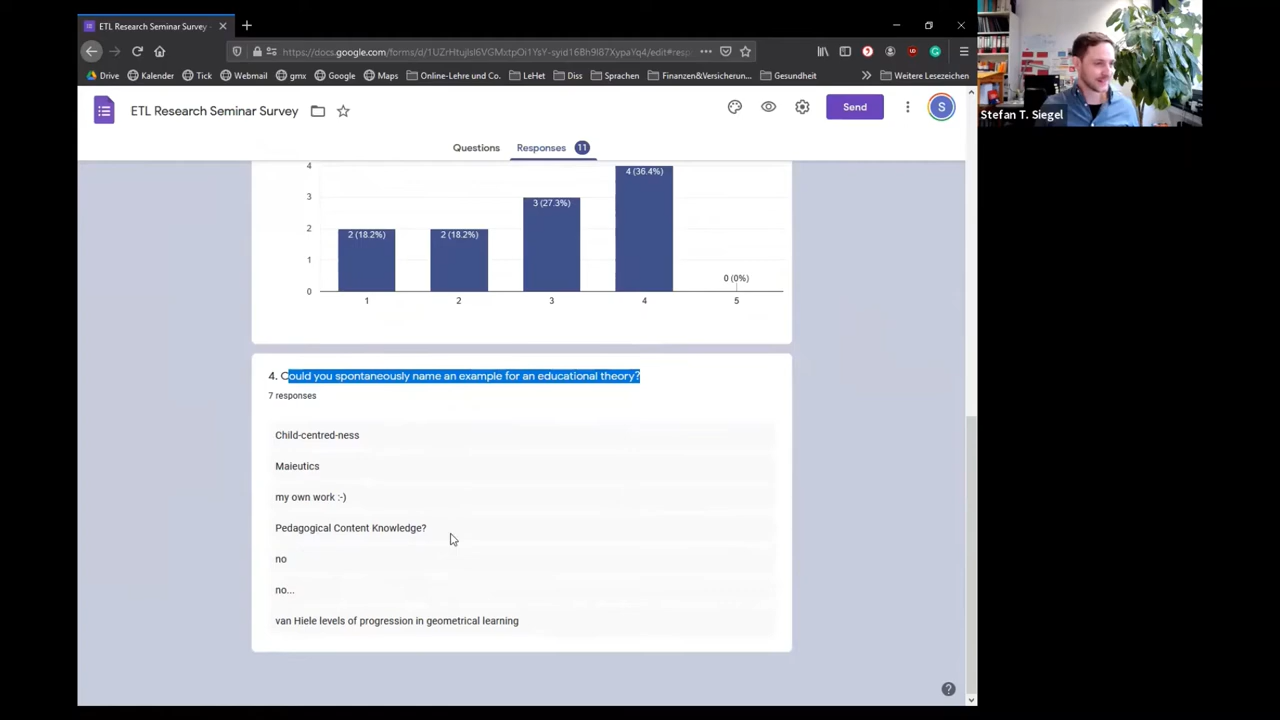 ETL Research Seminar Survey -
https://docs.google.com/forms/d/
Drive Kalender Tick Webmail gmx Google Maps Online-Lehre und Co. LeHet Diss Sprachen Finanzen&Versicherun... Gesundheit Weitere Lesezeichen
ETL Research Seminar Survey
Send
S
Stefan T. Siegel
Questions Responses 11
4
4 (36.4%)
3
3 (27.3%)
2
2 (18.2%) 2 (18.2%)
1
0 (0%)
0
1 2 3 4 5
4. Could you spontaneously name an example for an educational theory?
7 responses
Child-centred-ness
Maieutics
my own work :-)
Pedagogical Content Knowledge?
no
no...
van Hiele levels of progression in geometrical learning